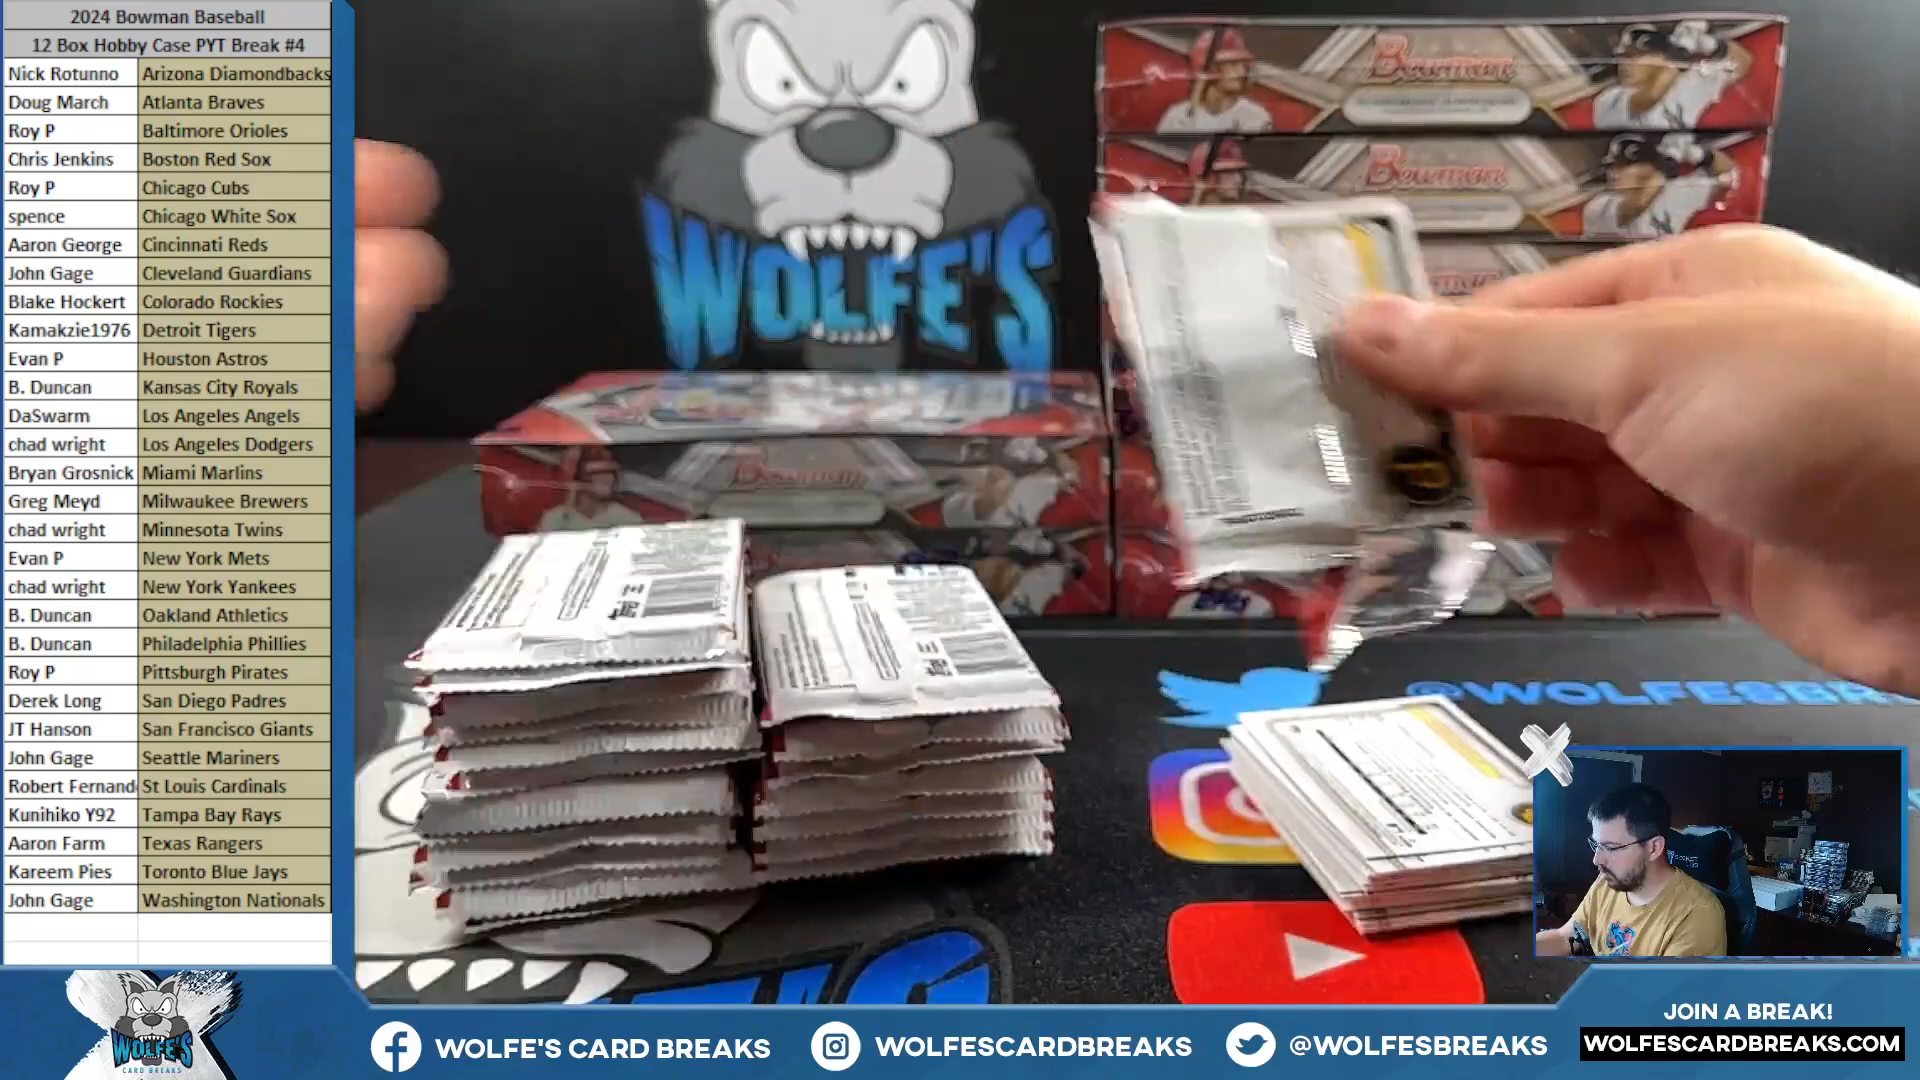 2024 Bowman Baseball
12 Box Hobby Case PYT Break #4
Nick Rotunno Arizona Diamondbacks
Doug March Atlanta Braves
Roy P Baltimore Orioles
Chris Jenkins Boston Red Sox
Roy P Chicago Cubs
spence Chicago White Sox
Aaron George Cincinnati Reds
John Gage Cleveland Guardians
Blake Hockert Colorado Rockies
Kamakzie1976 Detroit Tigers
Evan P Houston Astros
B. Duncan Kansas City Royals
DaSwarm Los Angeles Angels
chad wright Los Angeles Dodgers
Bryan Grosnick Miami Marlins
Greg Meyd Milwaukee Brewers
chad wright Minnesota Twins
Evan P New York Mets
chad wright New York Yankees
B. Duncan Oakland Athletics
B. Duncan Philadelphia Phillies
Roy P Pittsburgh Pirates
Derek Long San Diego Padres
JT Hanson San Francisco Giants
John Gage Seattle Mariners
Robert Fernand St Louis Cardinals
Kunihiko Y92 Tampa Bay Rays
Aaron Farm Texas Rangers
Kareem Pies Toronto Blue Jays
John Gage Washington Nationals
WOLFE'S
Bowman
Bowman
@WOLFESBR
WOLFE'S
CARD BREAKS
WOLFE'S CARD BREAKS
WOLFESCARDBREAKS
@WOLFESBREAKS
JOIN A BREAK!
WOLFESCARDBREAKS.COM